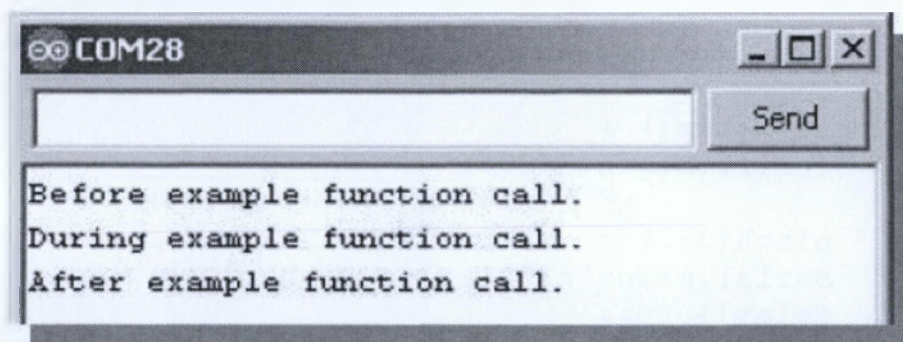 COM28
Send
Before example function call.
During example function call.
After example function call.